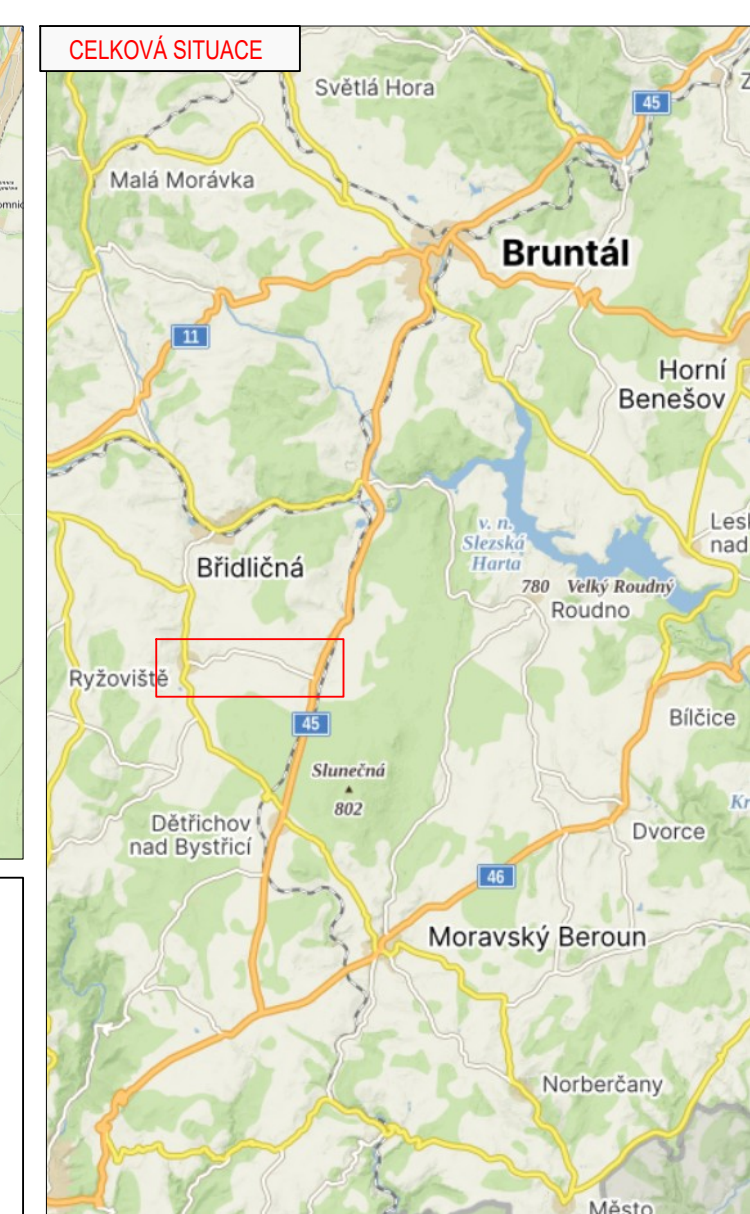 CELKOVÁ SITUACE
Světlá Hora
45
Malá Morávka
Bruntál
11
Horní
Benešov
v. n.
Slezská
Harta
Břidličná
780 Velký Roudný
Roudno
Ryžoviště
45
Bílčice
Slunečná
802
Dětřichov
nad Bystřicí
Dvorce
46
Moravský Beroun
Norberčany
Město
nad